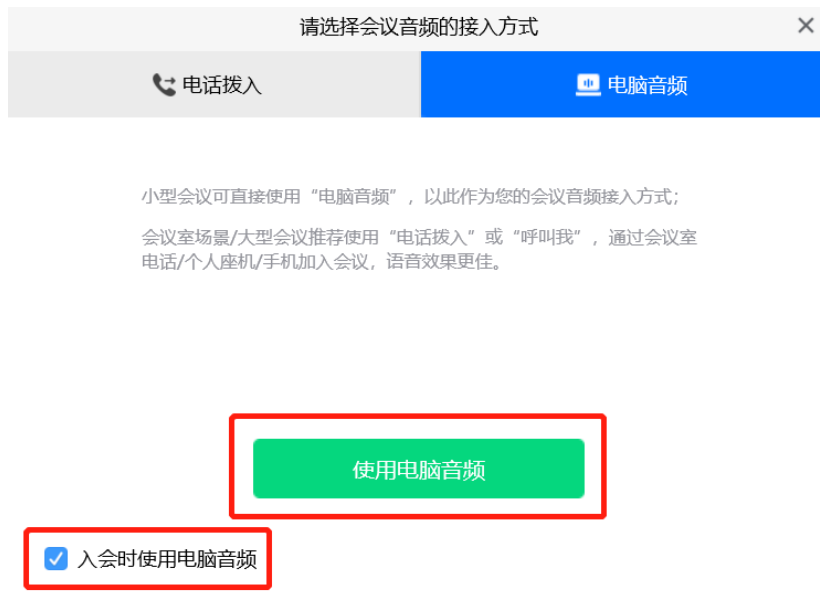 请选择会议音频的接入方式
电话拨入
电脑音频
小型会议可直接使用“电脑音频”，以此作为您的会议音频接入方式；
会议室场景/大型会议推荐使用“电话拨入”或“呼叫我”，通过会议室
电话/个人座机/手机加入会议，语音效果更佳。
使用电脑音频
入会时使用电脑音频